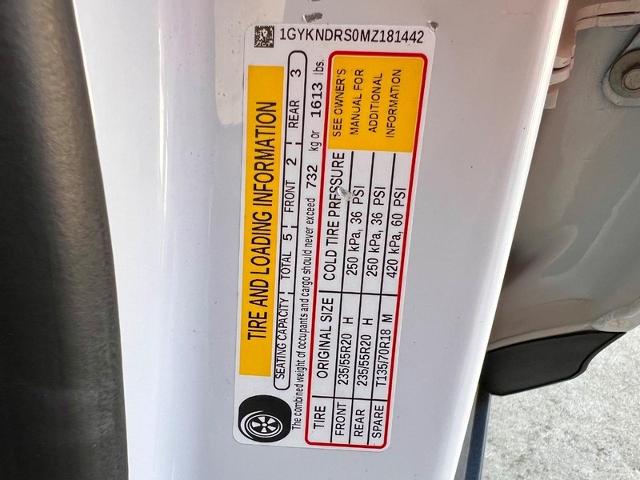 1GYKNDRS0MZ181442
TIRE AND LOADING INFORMATION
SEATING CAPACITY TOTAL 5 FRONT 2 REAR 3
The combined weight of occupants and cargo should never exceed 732 kg or 1613 lbs.
TIRE ORIGINAL SIZE COLD TIRE PRESSURE
FRONT 235/55R20 H 250 kPa, 36 PSI
REAR 235/55R20 H 250 kPa, 36 PSI
SPARE T135/70R18 M 420 kPa, 60 PSI
SEE OWNER'S
MANUAL FOR
ADDITIONAL
INFORMATION